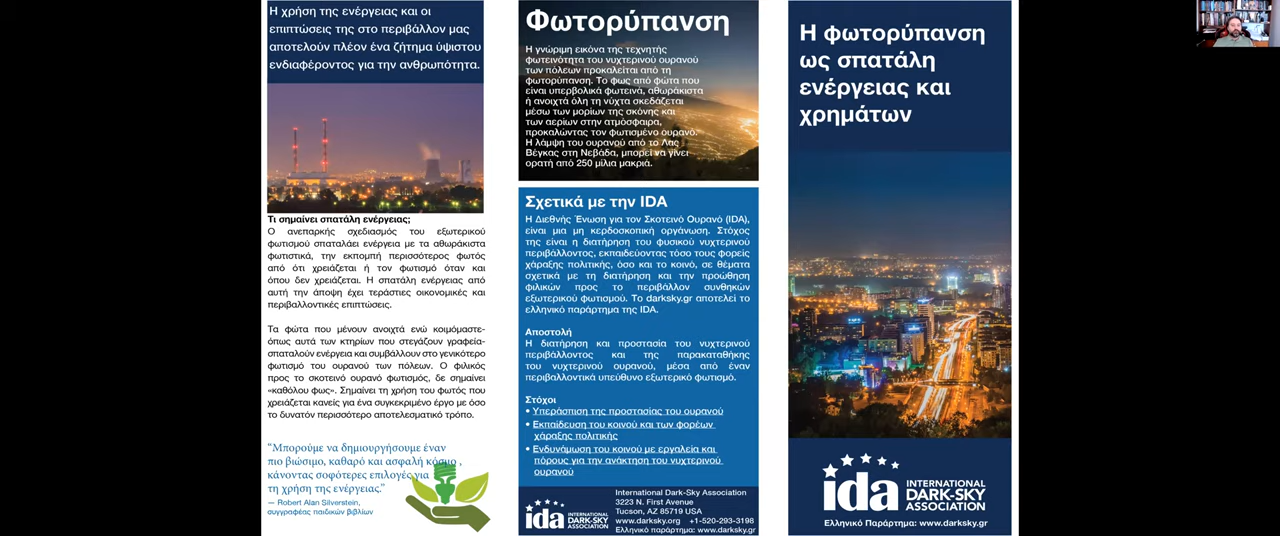 Η χρήση της ενέργειας και οι
επιπτώσεις της στο περιβάλλον μας
αποτελούν πλέον ένα ζήτημα ύψιστου
ενδιαφέροντος για την ανθρωπότητα.
Τι σημαίνει σπατάλη ενέργειας;
Ο ανεπαρκής σχεδιασμός του εξωτερικού
φωτισμού σπαταλάει ενέργεια με τα αθωράκιστα
φωτιστικά, την εκπομπή περισσότερος φωτός
από ότι χρειάζεται ή τον φωτισμό όταν και
όπου δεν χρειάζεται. Η σπατάλη ενέργειας από
αυτή την άποψη έχει τεράστιες οικονομικές και
περιβαλλοντικές επιπτώσεις.
Τα φώτα που μένουν ανοιχτά ενώ κοιμόμαστε-
όπως αυτά των κτηρίων που στεγάζουν γραφεία-
σπαταλούν ενέργεια και συμβάλλουν στο γενικότερο
φωτισμό του ουρανού των πόλεων. Ο φιλικός
προς το σκοτεινό ουρανό φωτισμός, δε σημαίνει
«καθόλου φως». Σημαίνει τη χρήση του φωτός που
χρειάζεται κανείς για ένα συγκεκριμένο έργο με όσο
το δυνατόν περισσότερο αποτελεσματικό τρόπο.
“Μπορούμε να δημιουργήσουμε έναν
πιο βιώσιμο, καθαρό και ασφαλή κόσμο ,
κάνοντας σοφότερες επιλογές για
τη χρήση της ενέργειας.”
— Robert Alan Silverstein,
συγγραφέας παιδικών βιβλίων
Φωτορύπανση
Η γνώριμη εικόνα της τεχνητής
φωτεινότητα του νυχτερινού ουρανού
των πόλεων προκαλείται από τη
φωτορύπανση. Το φως από φώτα που
είναι υπερβολικά φωτεινά, αθωράκιστα
ή ανοιχτά όλη τη νύχτα σκεδάζεται
μέσω των μορίων της σκόνης και
των αερίων στην ατμόσφαιρα,
προκαλώντας τον φωτισμένο ουρανό.
Η λάμψη του ουρανού από το Λας
Βέγκας στη Νεβάδα, μπορεί να γίνει
ορατή από 250 μίλια μακριά.
Σχετικά με την IDA
Η Διεθνής Ένωση για τον Σκοτεινό Ουρανό (IDA),
είναι μια μη κερδοσκοπική οργάνωση. Στόχος
της είναι η διατήρηση του φυσικού νυχτερινού
περιβάλλοντος, εκπαιδεύοντας τόσο τους φορείς
χάραξης πολιτικής, όσο και το κοινό, σε θέματα
σχετικά με τη διατήρηση και την προώθηση
φιλικών προς το περιβάλλον συνθηκών
εξωτερικού φωτισμού. Το darksky.gr αποτελεί το
ελληνικό παράρτημα της IDA.
Αποστολή
Η διατήρηση και προστασία του νυχτερινού
περιβάλλοντος και της παρακαταθήκης
του νυχτερινού ουρανού, μέσα από έναν
περιβαλλοντικά υπεύθυνο εξωτερικό φωτισμό.
Στόχοι
• Υπεράσπιση της προστασίας του ουρανού
• Εκπαίδευση του κοινού και των φορέων
χάραξης πολιτικής
• Ενδυνάμωση του κοινού με εργαλεία και
πόρους για την ανάκτηση του νυχτερινού
ουρανού
ida INTERNATIONAL
DARK-SKY
ASSOCIATION
International Dark-Sky Association
3223 N. First Avenue
Tucson, AZ 85719 USA
www.darksky.org +1-520-293-3198
Ελληνικό παράρτημα: www.darksky.gr
Η φωτορύπανση
ως σπατάλη
ενέργειας και
χρημάτων
ida INTERNATIONAL
DARK-SKY
ASSOCIATION
Ελληνικό Παράρτημα: www.darksky.gr